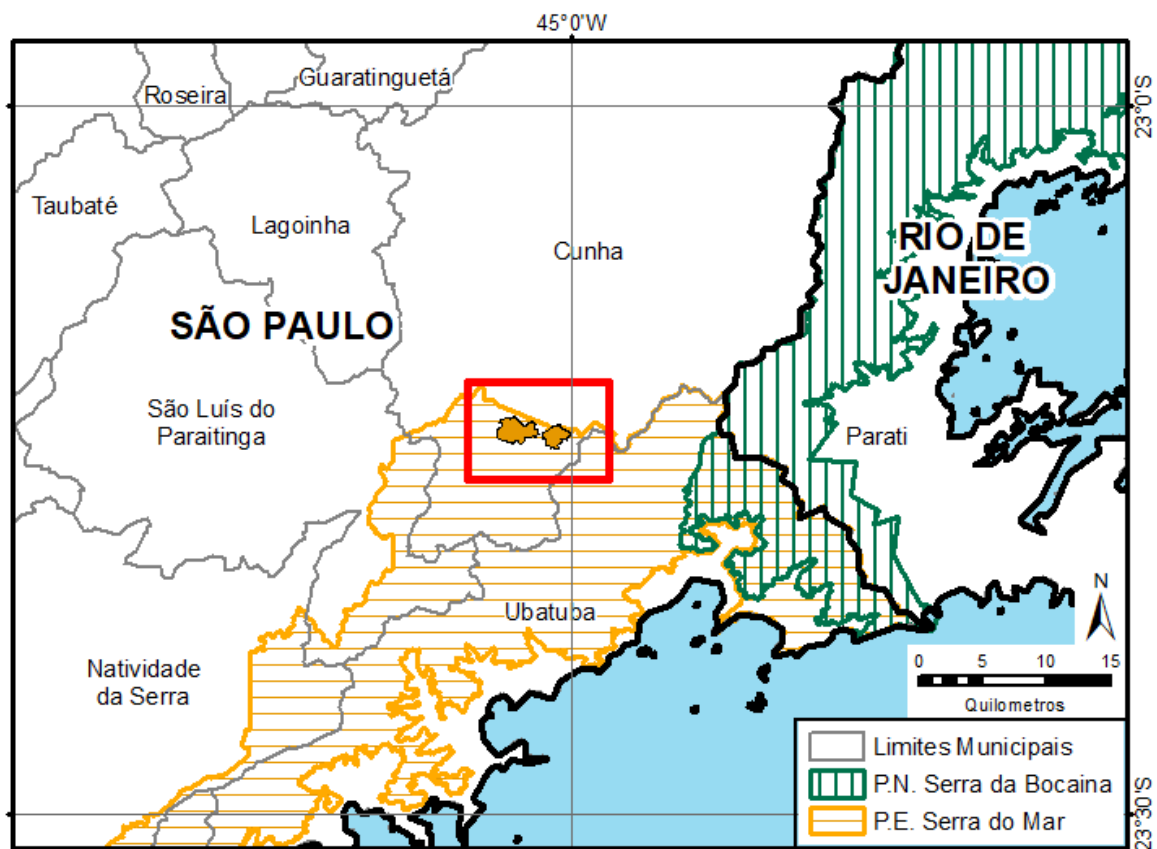 45°0'W
Guaratinguetá
Roseira
23°0'S
Taubaté
Lagoinha
Cunha
RIO DE
JANEIRO
SÃO PAULO
São Luís do
Paraitinga
Parati
Ubatuba
N
Natividade
da Serra
0 5 10 15
Quilometros
Limites Municipais
P.N. Serra da Bocaina
P.E. Serra do Mar
23°30'S